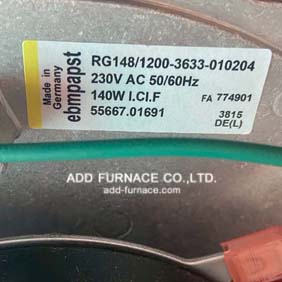 Made in
Germany
ebmpapst
RG148/1200-3633-010204
230V AC 50/60Hz
140W I.Cl.F
FA 774901
55667.01691
3815
DE(L)
ADD FURNACE CO.,LTD.
add-furnace.com